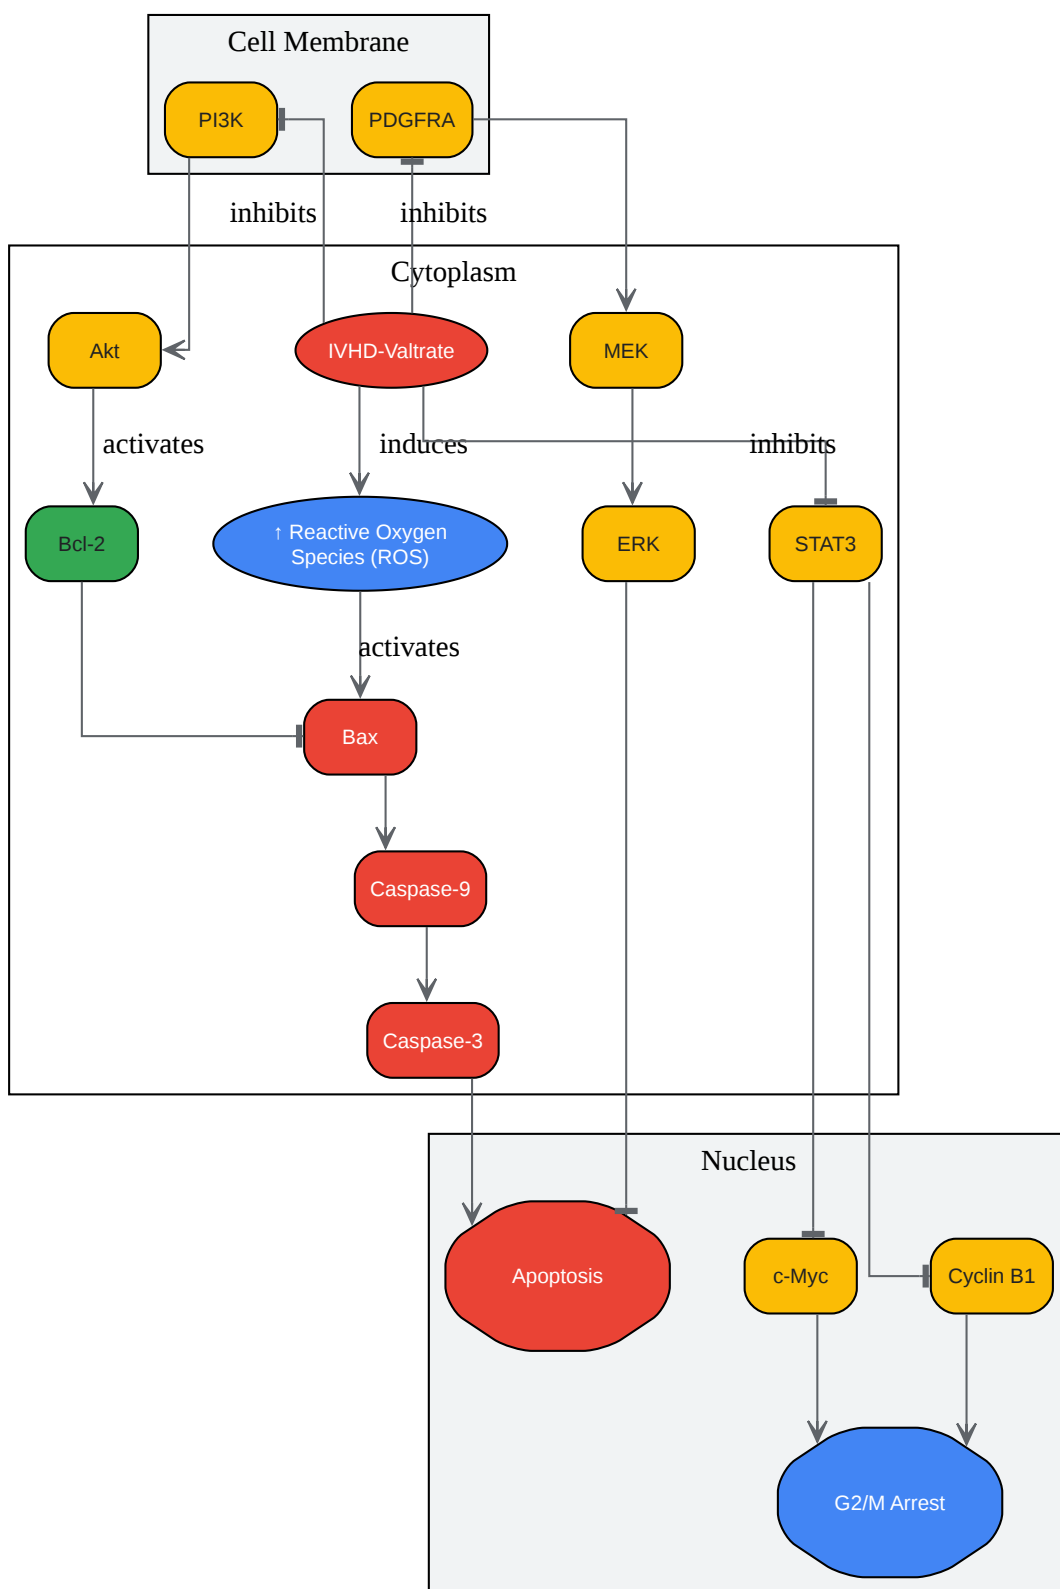 Cell Membrane
PI3K
PDGFRA
inhibits
inhibits
Cytoplasm
Akt
IVHD-Valtrate
MEK
activates
induces
inhibits
Bcl-2
↑ Reactive Oxygen
Species (ROS)
ERK
STAT3
activates
Bax
Caspase-9
Caspase-3
Nucleus
Apoptosis
c-Myc
Cyclin B1
G2/M Arrest